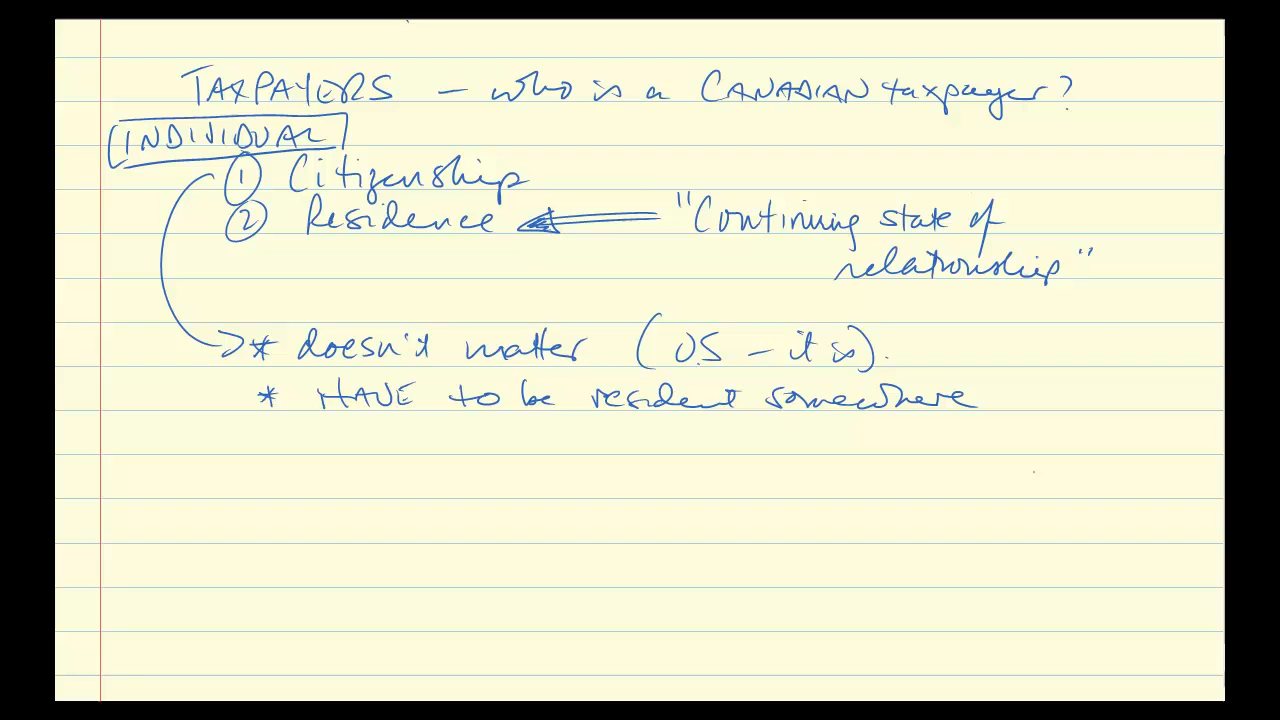 TAXPAYERS - who is a CANADIAN taxpayer?
INDIVIDUAL
① Citizenship
② Residence "Continuing state of
relationship"
* doesn't matter (U.S - it is).
* HAVE to be resident somewhere